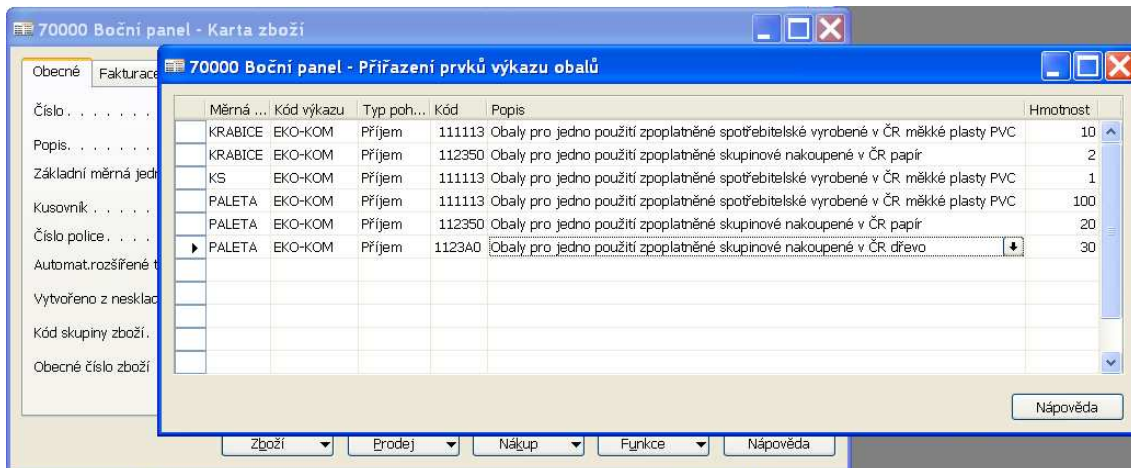 70000 Boční panel - Karta zboží
70000 Boční panel - Přiřazení prvků výkazu obalů
Obecné Fakturace
Číslo. . . . . . .
Popis. . . . . . .
Základní měrná jedn
Kusovník . . . . .
Číslo police. . . . .
Automat.rozšířené t
Vytvořeno z nesklad
Kód skupiny zboží.
Obecné číslo zboží
Měrná ... Kód výkazu Typ poh... Kód Popis Hmotnost
KRABICE EKO-KOM Příjem 111113 Obaly pro jedno použití zpoplatněné spotřebitelské vyrobené v ČR měkké plasty PVC 10
KRABICE EKO-KOM Příjem 112350 Obaly pro jedno použití zpoplatněné skupinové nakoupené v ČR papír 2
KS EKO-KOM Příjem 111113 Obaly pro jedno použití zpoplatněné spotřebitelské vyrobené v ČR měkké plasty PVC 1
PALETA EKO-KOM Příjem 111113 Obaly pro jedno použití zpoplatněné spotřebitelské vyrobené v ČR měkké plasty PVC 100
PALETA EKO-KOM Příjem 112350 Obaly pro jedno použití zpoplatněné skupinové nakoupené v ČR papír 20
PALETA EKO-KOM Příjem 1123A0 Obaly pro jedno použití zpoplatněné skupinové nakoupené v ČR dřevo 30
Nápověda
Zboží Prodej Nákup Funkce Nápověda